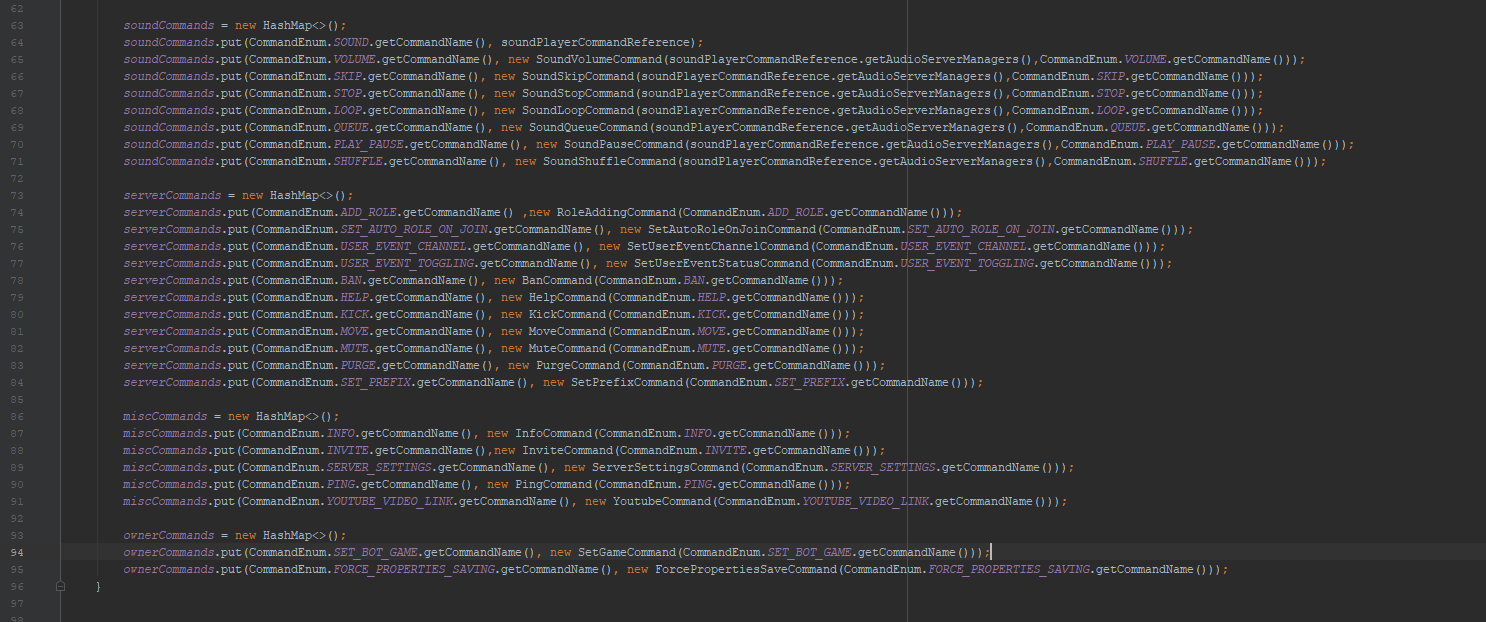 62
63 soundCommands = new HashMap<>();
64 soundCommands.put(CommandEnum.SOUND.getCommandName(), soundPlayerCommandReference);
65 soundCommands.put(CommandEnum.VOLUME.getCommandName(), new SoundVolumeCommand(soundPlayerCommandReference.getAudioServerManagers(),CommandEnum.VOLUME.getCommandName()));
66 soundCommands.put(CommandEnum.SKIP.getCommandName(), new SoundSkipCommand(soundPlayerCommandReference.getAudioServerManagers(),CommandEnum.SKIP.getCommandName()));
67 soundCommands.put(CommandEnum.STOP.getCommandName(), new SoundStopCommand(soundPlayerCommandReference.getAudioServerManagers(),CommandEnum.STOP.getCommandName()));
68 soundCommands.put(CommandEnum.LOOP.getCommandName(), new SoundLoopCommand(soundPlayerCommandReference.getAudioServerManagers(),CommandEnum.LOOP.getCommandName()));
69 soundCommands.put(CommandEnum.QUEUE.getCommandName(), new SoundQueueCommand(soundPlayerCommandReference.getAudioServerManagers(),CommandEnum.QUEUE.getCommandName()));
70 soundCommands.put(CommandEnum.PLAY_PAUSE.getCommandName(), new SoundPauseCommand(soundPlayerCommandReference.getAudioServerManagers(),CommandEnum.PLAY_PAUSE.getCommandName()));
71 soundCommands.put(CommandEnum.SHUFFLE.getCommandName(), new SoundShuffleCommand(soundPlayerCommandReference.getAudioServerManagers(),CommandEnum.SHUFFLE.getCommandName()));
72
73 serverCommands = new HashMap<>();
74 serverCommands.put(CommandEnum.ADD_ROLE.getCommandName() ,new RoleAddingCommand(CommandEnum.ADD_ROLE.getCommandName()));
75 serverCommands.put(CommandEnum.SET_AUTO_ROLE_ON_JOIN.getCommandName(), new SetAutoRoleOnJoinCommand(CommandEnum.SET_AUTO_ROLE_ON_JOIN.getCommandName()));
76 serverCommands.put(CommandEnum.USER_EVENT_CHANNEL.getCommandName(), new SetUserEventChannelCommand(CommandEnum.USER_EVENT_CHANNEL.getCommandName()));
77 serverCommands.put(CommandEnum.USER_EVENT_TOGGLING.getCommandName(), new SetUserEventStatusCommand(CommandEnum.USER_EVENT_TOGGLING.getCommandName()));
78 serverCommands.put(CommandEnum.BAN.getCommandName(), new BanCommand(CommandEnum.BAN.getCommandName()));
79 serverCommands.put(CommandEnum.HELP.getCommandName(), new HelpCommand(CommandEnum.HELP.getCommandName()));
80 serverCommands.put(CommandEnum.KICK.getCommandName(), new KickCommand(CommandEnum.KICK.getCommandName()));
81 serverCommands.put(CommandEnum.MOVE.getCommandName(), new MoveCommand(CommandEnum.MOVE.getCommandName()));
82 serverCommands.put(CommandEnum.MUTE.getCommandName(), new MuteCommand(CommandEnum.MUTE.getCommandName()));
83 serverCommands.put(CommandEnum.PURGE.getCommandName(), new PurgeCommand(CommandEnum.PURGE.getCommandName()));
84 serverCommands.put(CommandEnum.SET_PREFIX.getCommandName(), new SetPrefixCommand(CommandEnum.SET_PREFIX.getCommandName()));
85
86 miscCommands = new HashMap<>();
87 miscCommands.put(CommandEnum.INFO.getCommandName(), new InfoCommand(CommandEnum.INFO.getCommandName()));
88 miscCommands.put(CommandEnum.INVITE.getCommandName(),new InviteCommand(CommandEnum.INVITE.getCommandName()));
89 miscCommands.put(CommandEnum.SERVER_SETTINGS.getCommandName(), new ServerSettingsCommand(CommandEnum.SERVER_SETTINGS.getCommandName()));
90 miscCommands.put(CommandEnum.PING.getCommandName(), new PingCommand(CommandEnum.PING.getCommandName()));
91 miscCommands.put(CommandEnum.YOUTUBE_VIDEO_LINK.getCommandName(), new YoutubeCommand(CommandEnum.YOUTUBE_VIDEO_LINK.getCommandName()));
92
93 ownerCommands = new HashMap<>();
94 ownerCommands.put(CommandEnum.SET_BOT_GAME.getCommandName(), new SetGameCommand(CommandEnum.SET_BOT_GAME.getCommandName()));
95 ownerCommands.put(CommandEnum.FORCE_PROPERTIES_SAVING.getCommandName(), new ForcePropertiesSaveCommand(CommandEnum.FORCE_PROPERTIES_SAVING.getCommandName()));
96 }
97
98